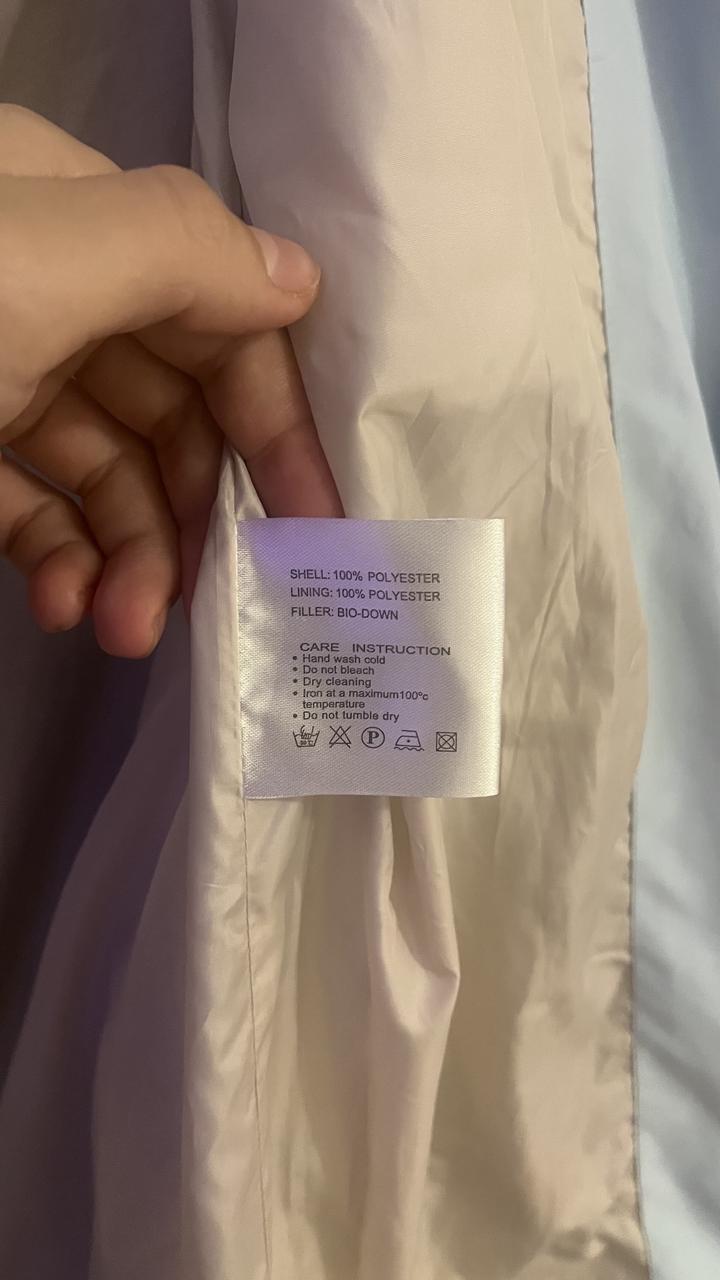 SHELL: 100% POLYESTER
LINING: 100% POLYESTER
FILLER: BIO-DOWN
CARE INSTRUCTION
• Hand wash cold
• Do not bleach
• Dry cleaning
• Iron at a maximum100°c
temperature
• Do not tumble dry
30°C P